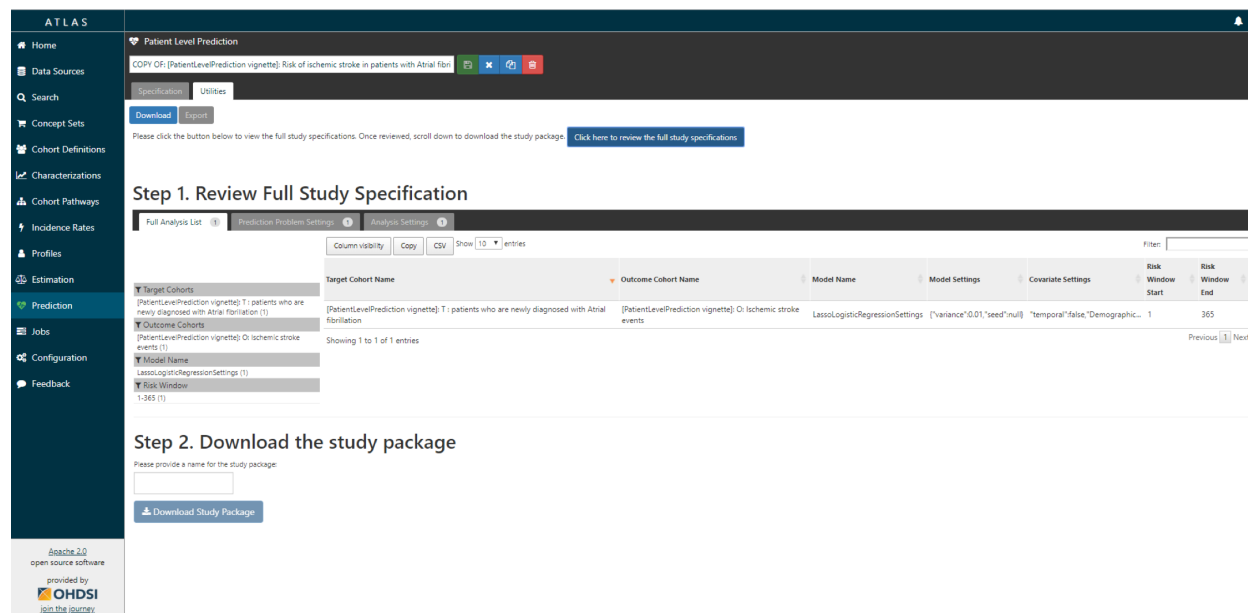 ATLAS
Home
Data Sources
Search
Concept Sets
Cohort Definitions
Characterizations
Cohort Pathways
Incidence Rates
Profiles
Estimation
Prediction
Jobs
Configuration
Feedback
Apache 2.0
open source software
provided by
OHDSI
join the journey
Patient Level Prediction
COPY OF: [PatientLevelPrediction vignette]: Risk of ischemic stroke in patients with Atrial fibri
Specification Utilities
Download Export
Please click the button below to view the full study specifications. Once reviewed, scroll down to download the study package. Click here to review the full study specifications
Step 1. Review Full Study Specification
Full Analysis List 1 Prediction Problem Settings 1 Analysis Settings 1
Column visibility Copy CSV Show 10 entries Filter:
Target Cohorts
[PatientLevelPrediction vignette]: T : patients who are
newly diagnosed with Atrial fibrillation (1)
Outcome Cohorts
[PatientLevelPrediction vignette]: O: Ischemic stroke
events (1)
Model Name
LassoLogisticRegressionSettings (1)
Risk Window
1-365 (1)
Target Cohort Name Outcome Cohort Name Model Name Model Settings Covariate Settings Risk Window Start Risk Window End
[PatientLevelPrediction vignette]: T : patients who are newly diagnosed with Atrial
fibrillation
[PatientLevelPrediction vignette]: O: Ischemic stroke
events
LassoLogisticRegressionSettings {"variance":0.01,"seed":null} "temporal":false,"Demographic... 1 365
Showing 1 to 1 of 1 entries Previous 1 Next
Step 2. Download the study package
Please provide a name for the study package:
Download Study Package